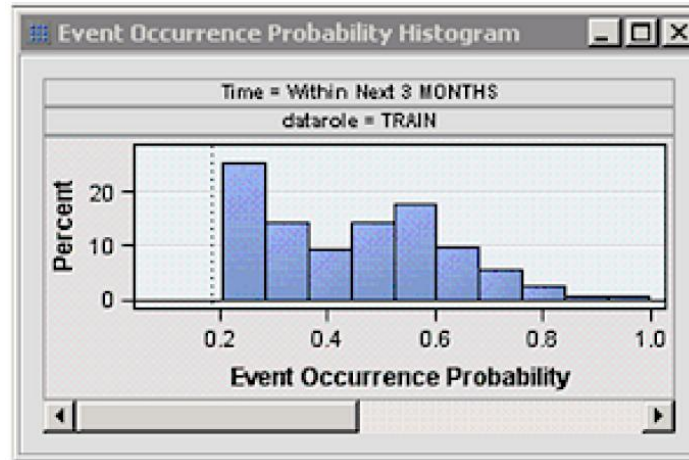 Event Occurrence Probability Histogram
Time = Within Next 3 MONTHS
datarole = TRAIN
Percent
20
10
0
0.2 0.4 0.6 0.8 1.0
Event Occurrence Probability